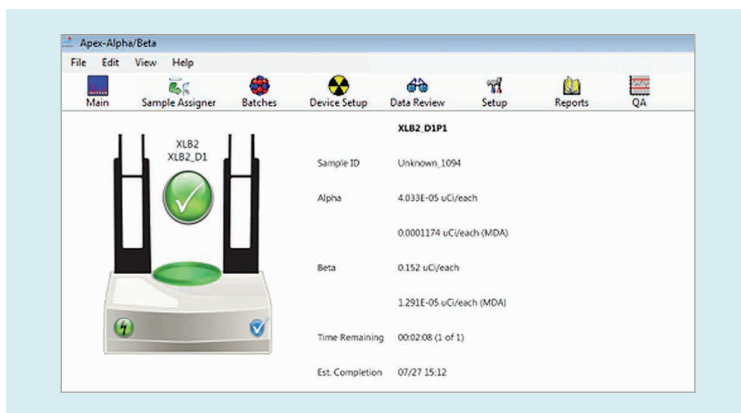 Apex-Alpha/Beta
File Edit View Help
Main Sample Assigner Batches Device Setup Data Review Setup Reports QA
XLB2
XLB2_D1
XLB2_D1P1
Sample ID Unknown_1094
Alpha 4.033E-05 uCi/each
0.0001174 uCi/each (MDA)
Beta 0.152 uCi/each
1.291E-05 uCi/each (MDA)
Time Remaining 00:02:08 (1 of 1)
Est. Completion 07/27 15:12